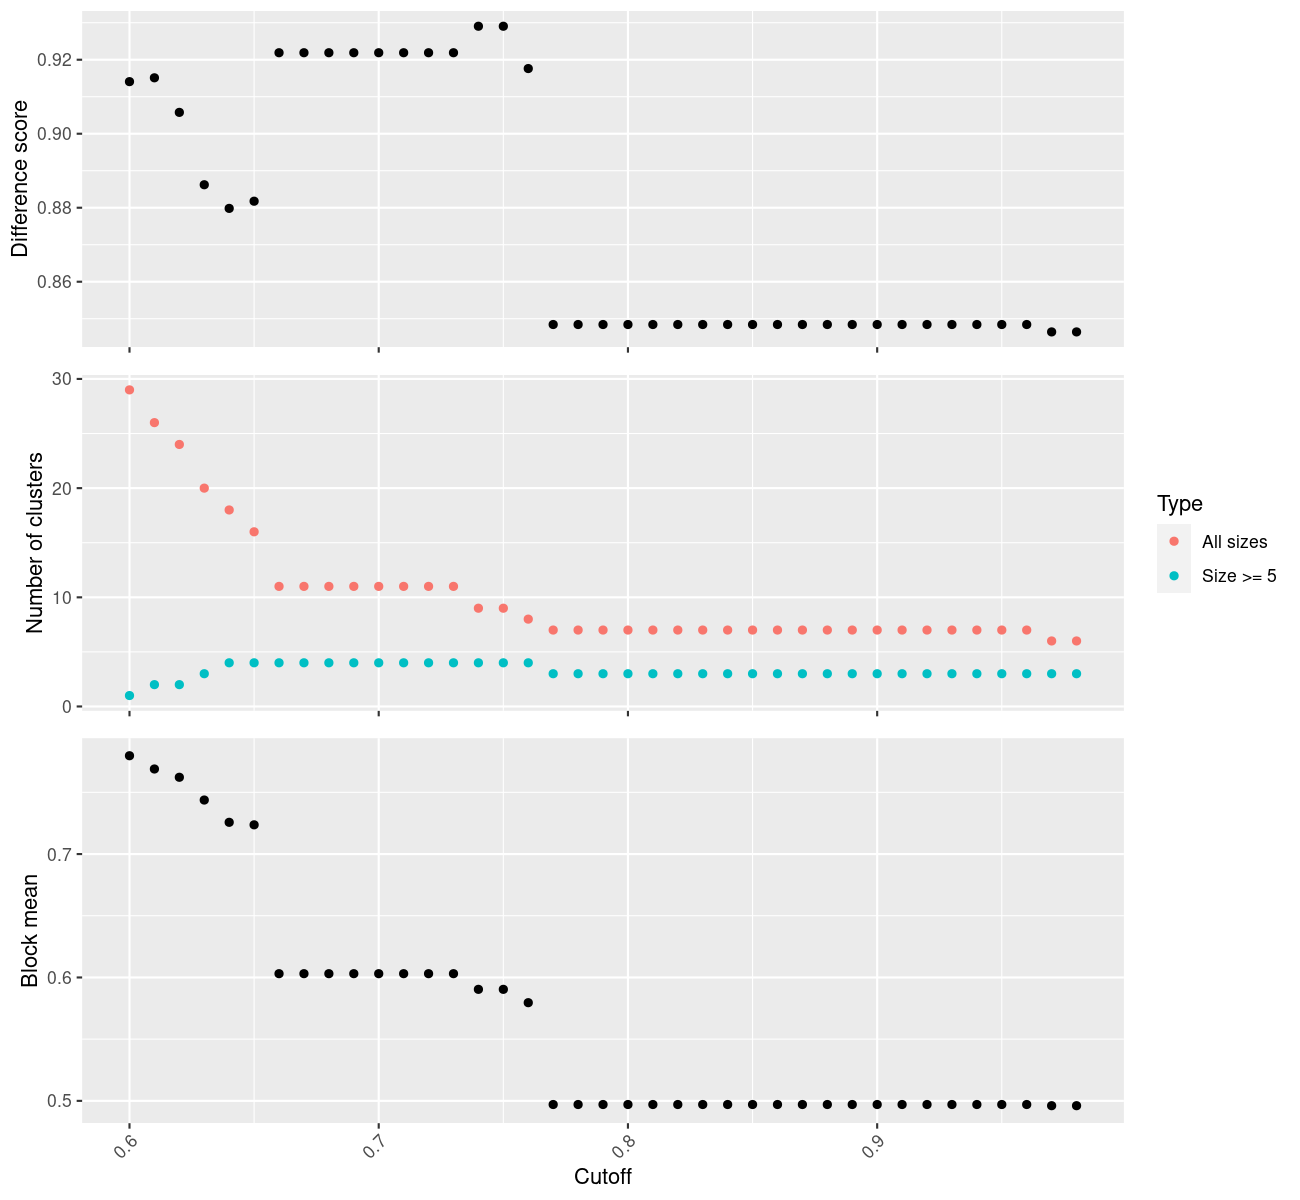 Difference score
0.92
0.90
0.88
0.86
Number of clusters
30
20
10
0
Type
All sizes
Size >= 5
Block mean
0.7
0.6
0.5
0.6
0.7
0.8
0.9
Cutoff